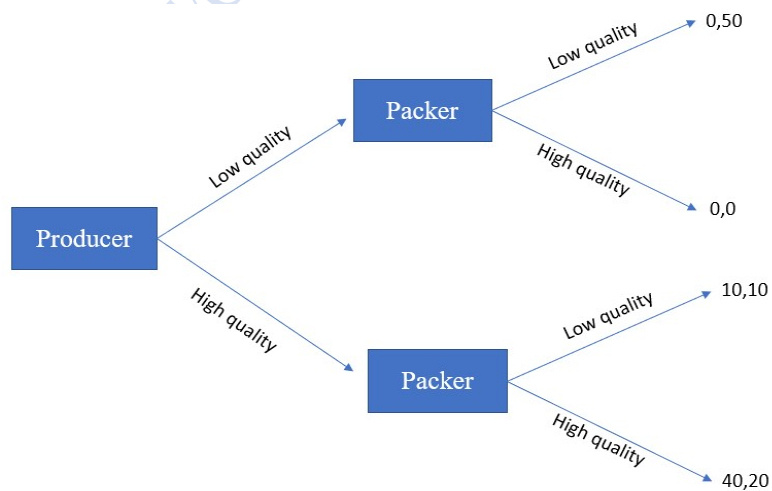 0,50
Low quality
Packer
Low quality
High quality
0,0
Producer
High quality
10,10
Low quality
Packer
High quality
40,20